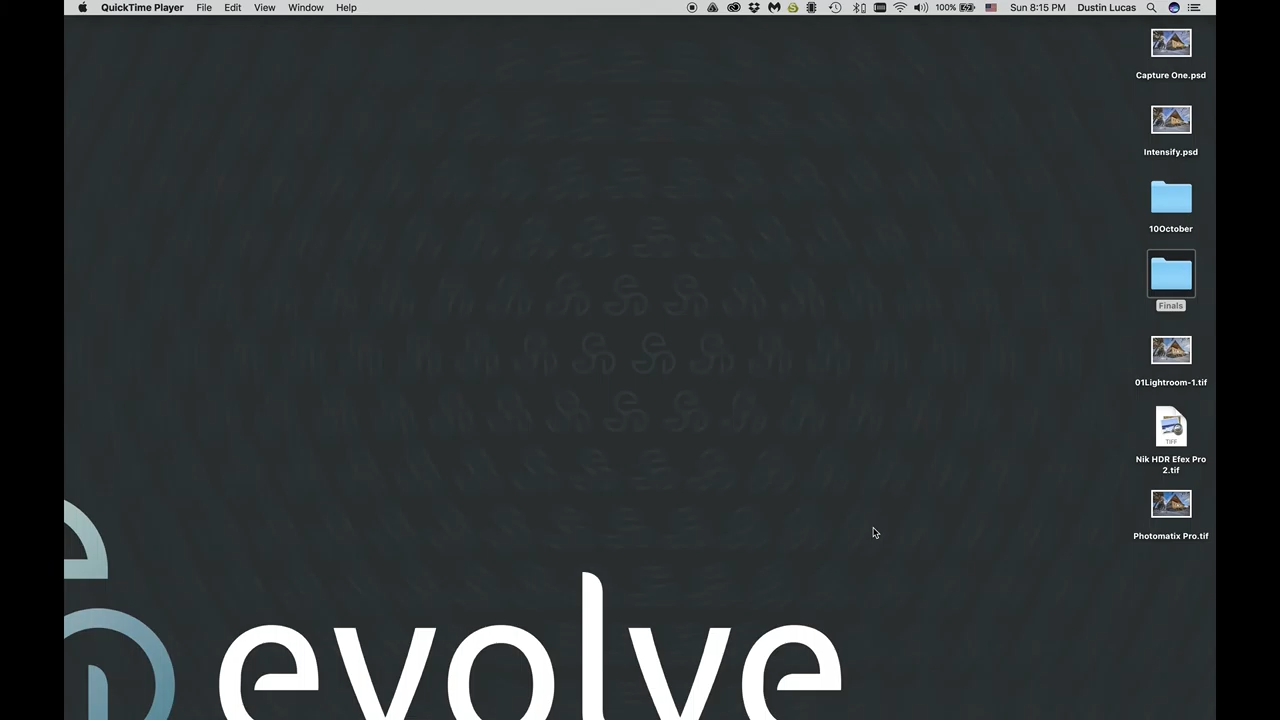 QuickTime Player File Edit View Window Help 100% Sun 8:15 PM Dustin Lucas
Capture One.psd
Intensify.psd
10October
Finals
01Lightroom-1.tif
TIFF
Nik HDR Efex Pro
2.tif
Photomatix Pro.tif
evolve